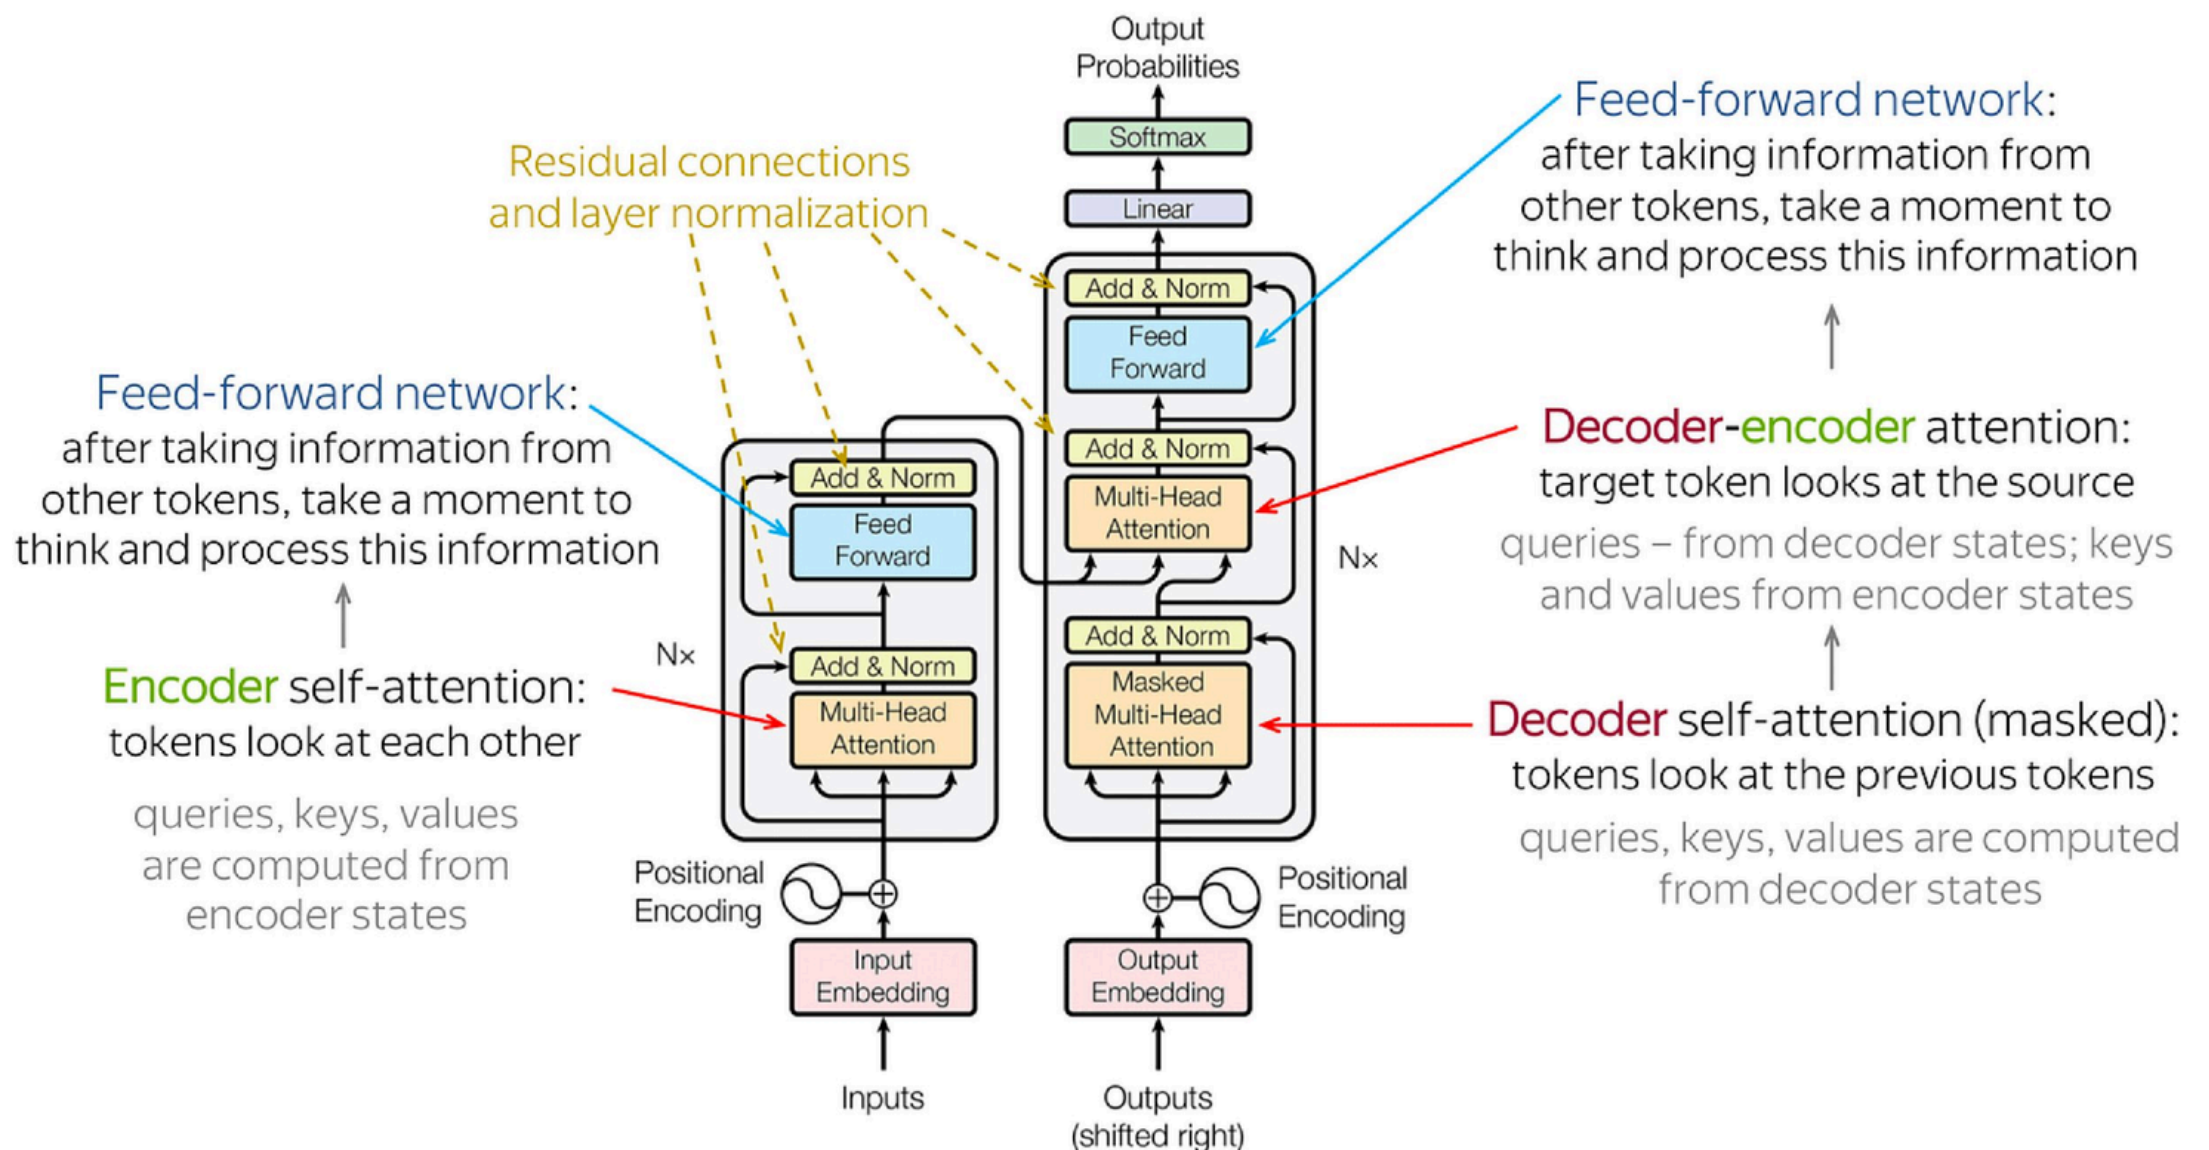 Output
Probabilities
Softmax
Linear
Add & Norm
Feed
Forward
Add & Norm
Multi-Head
Attention
Add & Norm
Masked
Multi-Head
Attention
Nx
Positional
Encoding
Output
Embedding
Outputs
(shifted right)
Residual connections
and layer normalization
Add & Norm
Feed
Forward
Add & Norm
Multi-Head
Attention
Nx
Positional
Encoding
Input
Embedding
Inputs
Feed-forward network:
after taking information from
other tokens, take a moment to
think and process this information
Encoder self-attention:
tokens look at each other
queries, keys, values
are computed from
encoder states
Feed-forward network:
after taking information from
other tokens, take a moment to
think and process this information
Decoder-encoder attention:
target token looks at the source
queries – from decoder states; keys
and values from encoder states
Decoder self-attention (masked):
tokens look at the previous tokens
queries, keys, values are computed
from decoder states